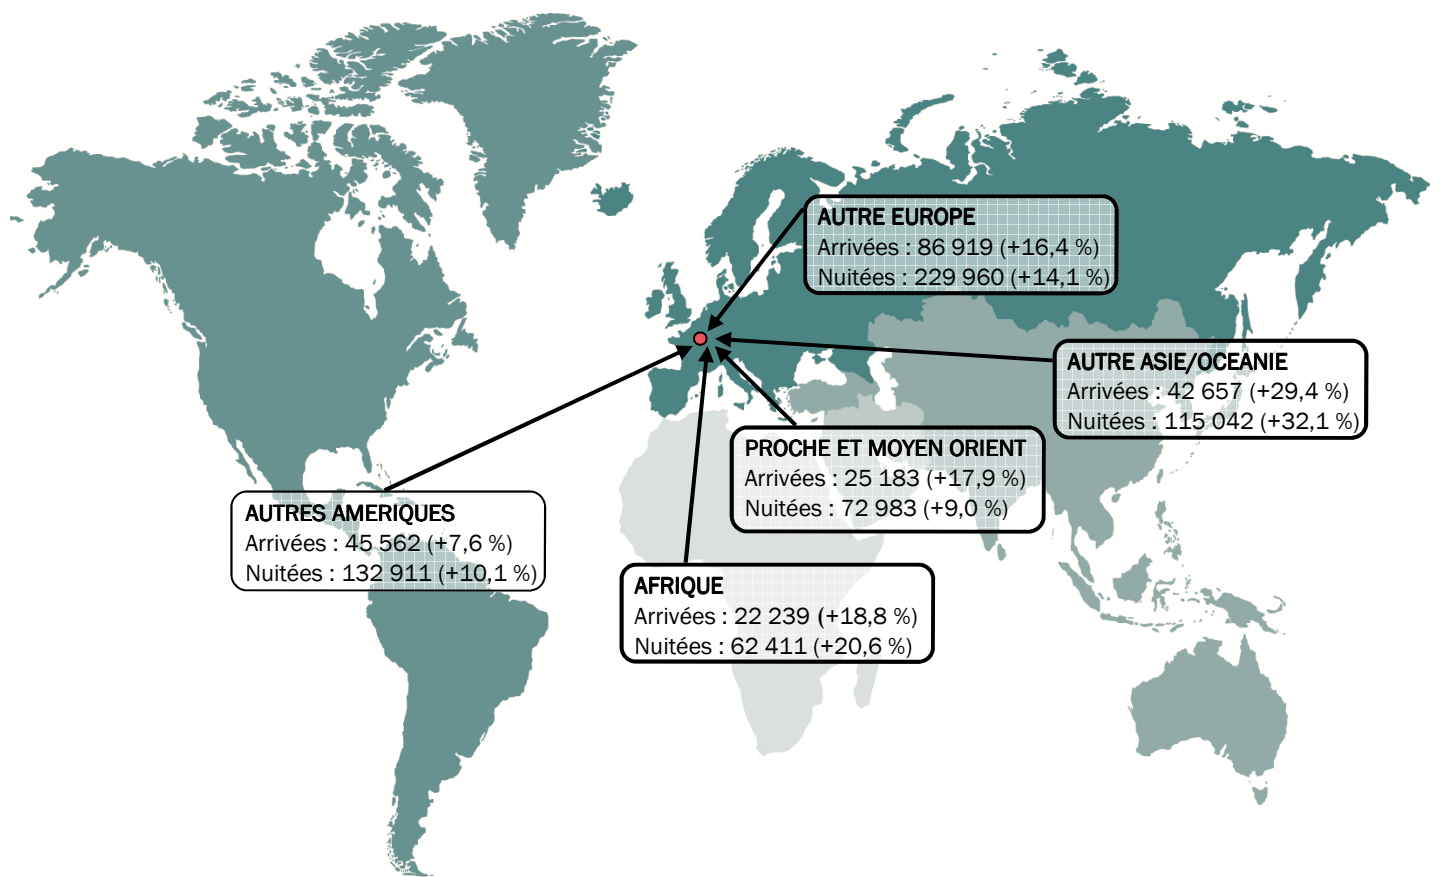 AUTRE EUROPE
Arrivées : 86 919 (+16,4 %)
Nuitées : 229 960 (+14,1 %)
AUTRE ASIE/OCEANIE
Arrivées : 42 657 (+29,4 %)
Nuitées : 115 042 (+32,1 %)
PROCHE ET MOYEN ORIENT
Arrivées : 25 183 (+17,9 %)
Nuitées : 72 983 (+9,0 %)
AUTRES AMERIQUES
Arrivées : 45 562 (+7,6 %)
Nuitées : 132 911 (+10,1 %)
AFRIQUE
Arrivées : 22 239 (+18,8 %)
Nuitées : 62 411 (+20,6 %)